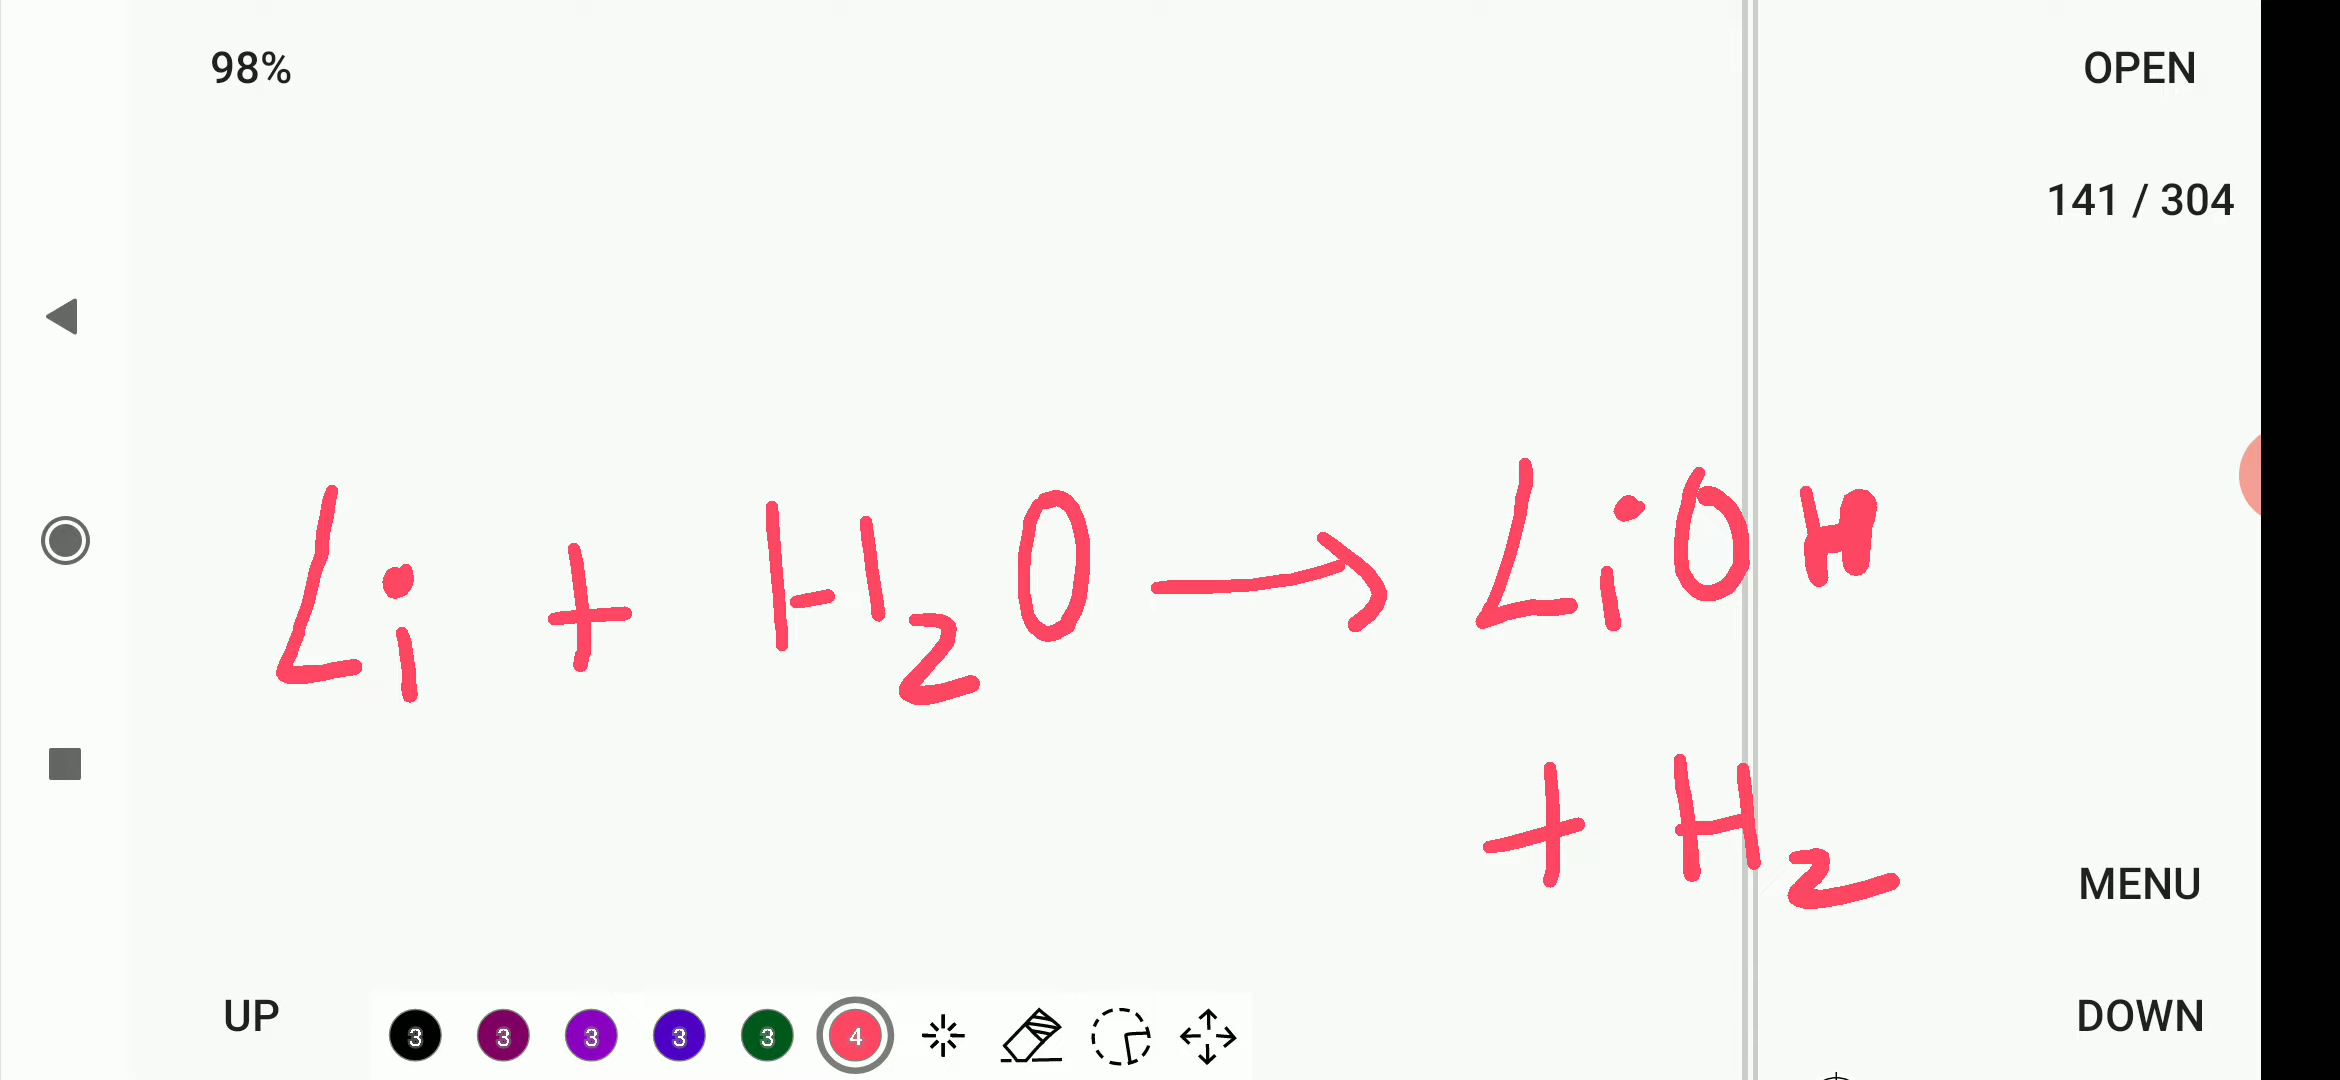 98%
OPEN
141 / 304
Li + H₂O → LiOH
+ H₂
MENU
UP
3 3 3 3 3 4
DOWN